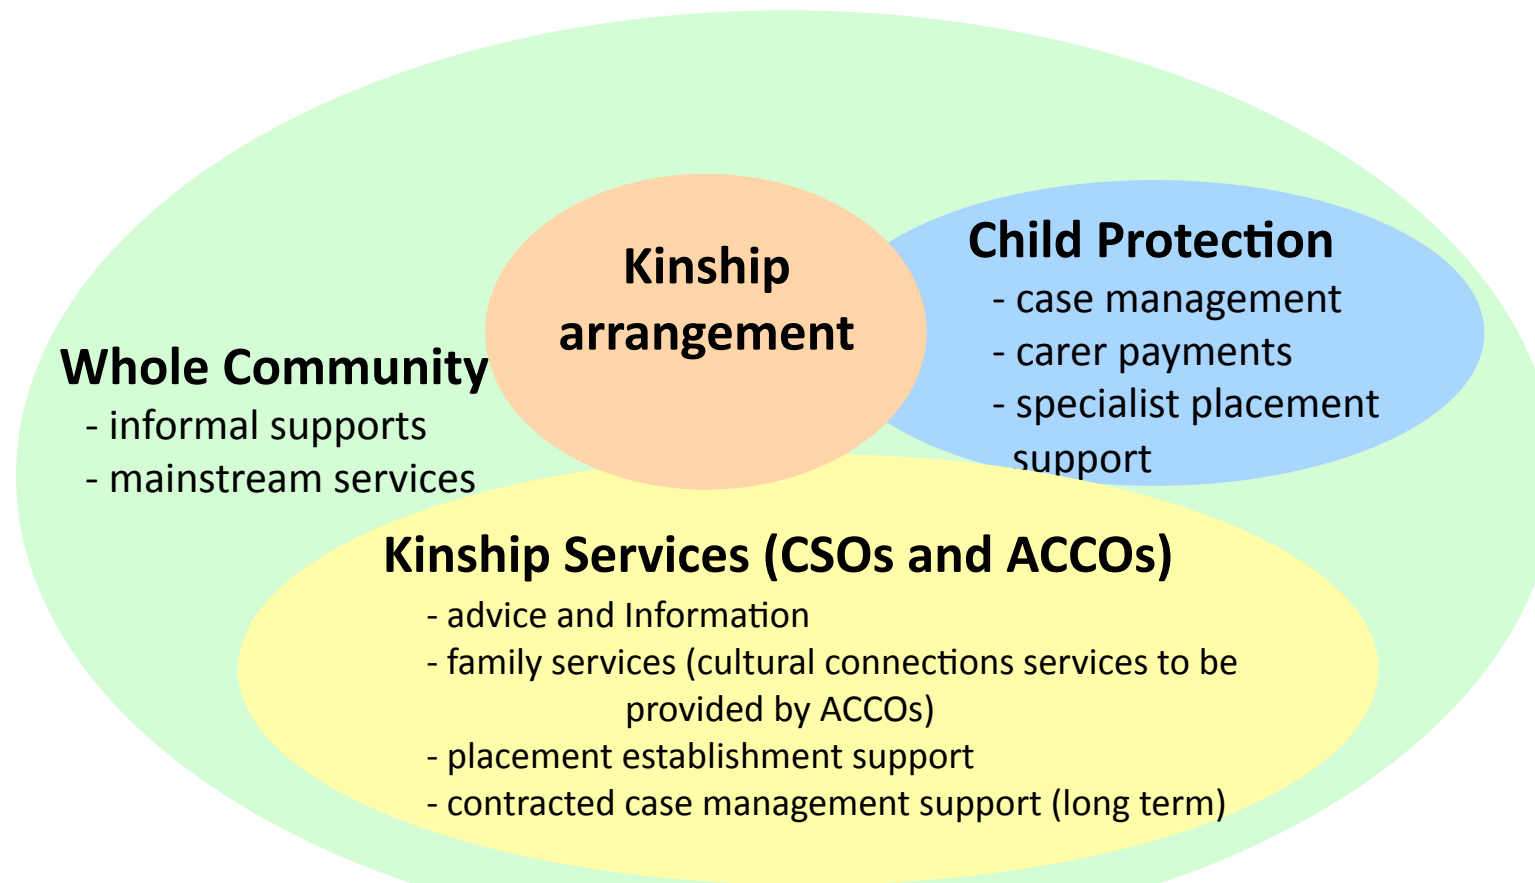 Kinship
arrangement
Child Protection
- case management
- carer payments
- specialist placement
support
Whole Community
- informal supports
- mainstream services
Kinship Services (CSOs and ACCOs)
- advice and Information
- family services (cultural connections services to be
provided by ACCOs)
- placement establishment support
- contracted case management support (long term)